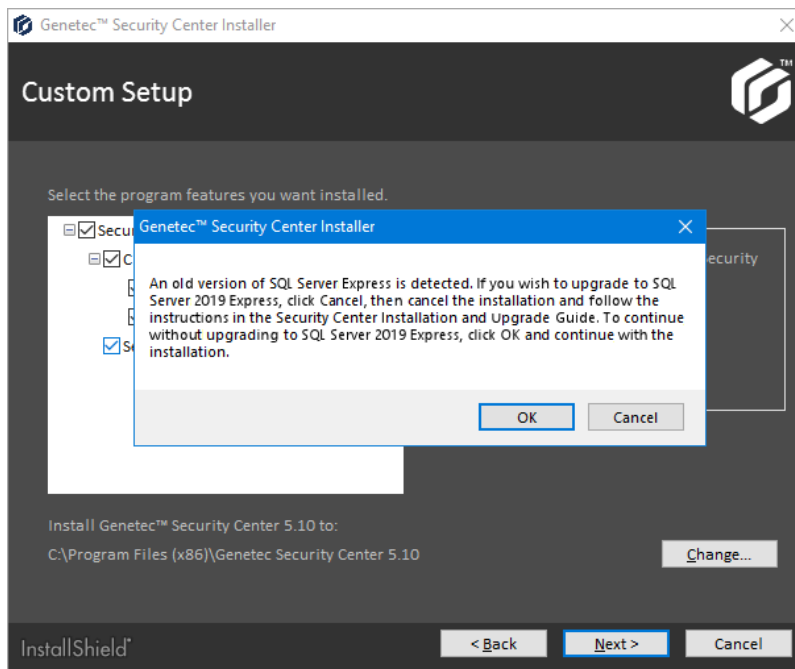 Genetec™ Security Center Installer
Custom Setup
TM
Select the program features you want installed.
Genetec™ Security Center Installer
An old version of SQL Server Express is detected. If you wish to upgrade to SQL
Server 2019 Express, click Cancel, then cancel the installation and follow the
instructions in the Security Center Installation and Upgrade Guide. To continue
without upgrading to SQL Server 2019 Express, click OK and continue with the
installation.
OK Cancel
Install Genetec™ Security Center 5.10 to:
C:\Program Files (x86)\Genetec Security Center 5.10
Change...
InstallShield
< Back Next > Cancel